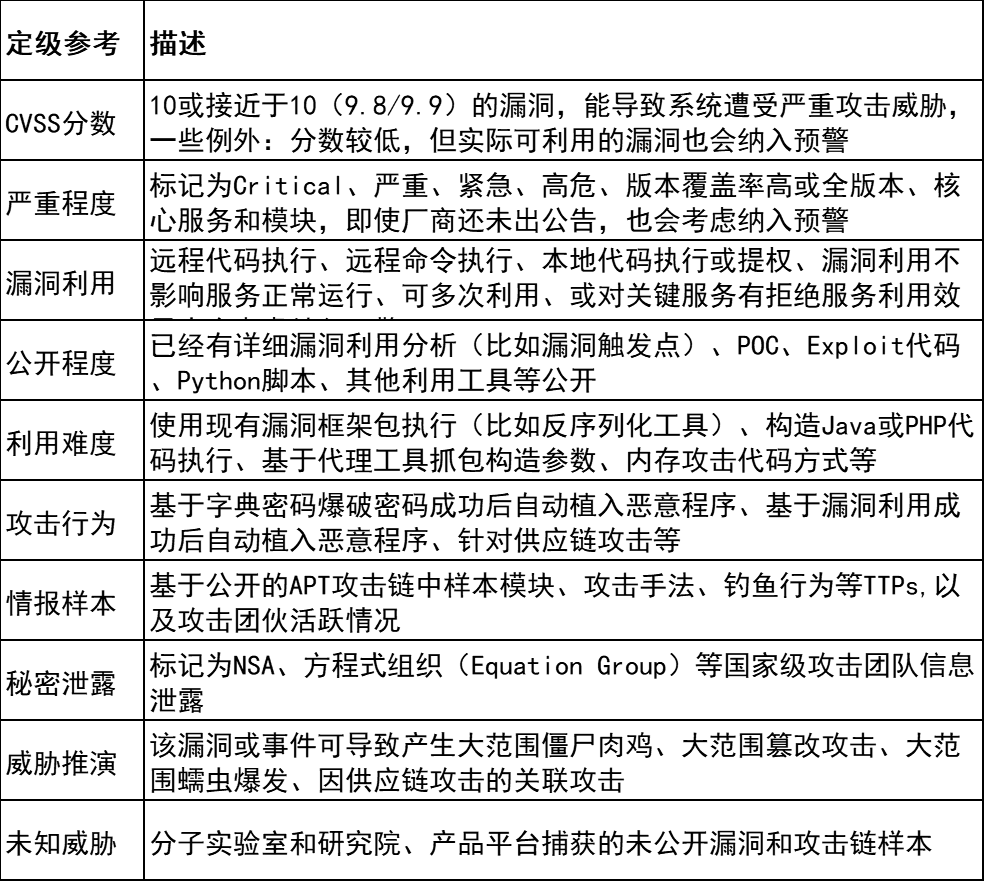 定级参考
描述
CVSS分数
10或接近于10（9.8/9.9）的漏洞，能导致系统遭受严重攻击威胁，
一些例外：分数较低，但实际可利用的漏洞也会纳入预警
严重程度
标记为Critical、严重、紧急、高危、版本覆盖率高或全版本、核
心服务和模块，即使厂商还未出公告，也会考虑纳入预警
漏洞利用
远程代码执行、远程命令执行、本地代码执行或提权、漏洞利用不
影响服务正常运行、可多次利用、或对关键服务有拒绝服务利用效
公开程度
已经有详细漏洞利用分析（比如漏洞触发点）、POC、Exploit代码
、Python脚本、其他利用工具等公开
利用难度
使用现有漏洞框架包执行（比如反序列化工具）、构造Java或PHP代
码执行、基于代理工具抓包构造参数、内存攻击代码方式等
攻击行为
基于字典密码爆破密码成功后自动植入恶意程序、基于漏洞利用成
功后自动植入恶意程序、针对供应链攻击等
情报样本
基于公开的APT攻击链中样本模块、攻击手法、钓鱼行为等TTPs,以
及攻击团伙活跃情况
秘密泄露
标记为NSA、方程式组织（Equation Group）等国家级攻击团队信息
泄露
威胁推演
该漏洞或事件可导致产生大范围僵尸肉鸡、大范围篡改攻击、大范
围蠕虫爆发、因供应链攻击的关联攻击
未知威胁
分子实验室和研究院、产品平台捕获的未公开漏洞和攻击链样本